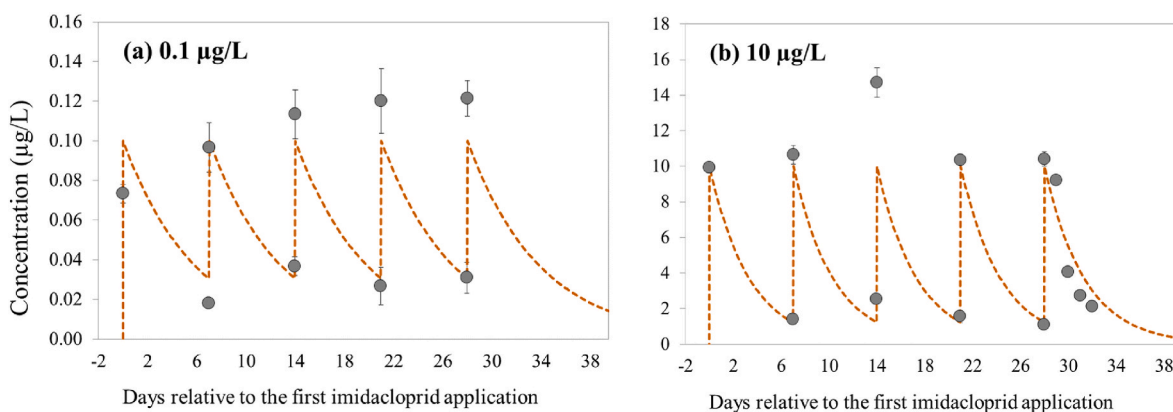 (a) 0.1 µg/L
Concentration (µg/L)
0.16
0.14
0.12
0.10
0.08
0.06
0.04
0.02
0.00
-2 2 6 10 14 18 22 26 30 34 38
Days relative to the first imidacloprid application
(b) 10 µg/L
18
16
14
12
10
8
6
4
2
0
-2 2 6 10 14 18 22 26 30 34 38
Days relative to the first imidacloprid application